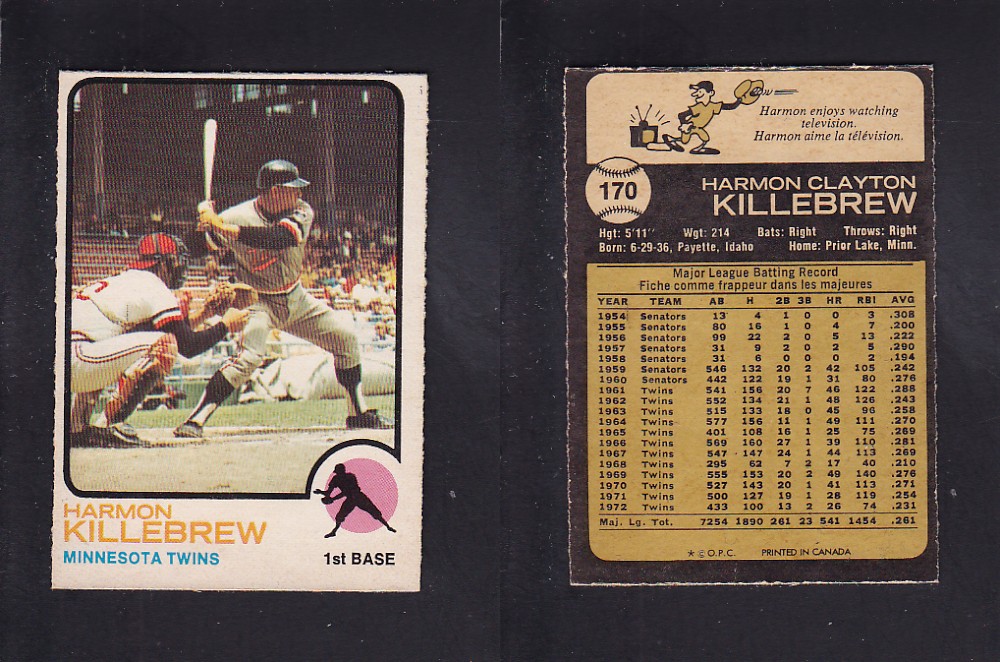 HARMON
KILLEBREW
MINNESOTA TWINS
1st BASE
Harmon enjoys watching
television.
Harmon aime la télévision.
170
HARMON CLAYTON
KILLEBREW
Hgt: 5'11" Wgt: 214 Bats: Right Throws: Right
Born: 6-29-36, Payette, Idaho Home: Prior Lake, Minn.
Major League Batting Record
Fiche comme frappeur dans les majeures
YEAR TEAM AB H 2B 3B HR RBI AVG
1954 Senators 13 4 1 0 0 3 .308
1955 Senators 80 16 1 0 4 7 .200
1956 Senators 99 22 2 0 5 13 .222
1957 Senators 31 9 2 0 2 5 .290
1958 Senators 31 6 0 0 0 2 .194
1959 Senators 546 132 20 2 42 105 .242
1960 Senators 442 122 19 1 31 80 .276
1961 Twins 541 156 20 7 46 122 .288
1962 Twins 552 134 21 1 48 126 .243
1963 Twins 515 133 18 0 45 96 .258
1964 Twins 577 156 11 1 49 111 .270
1965 Twins 401 108 16 1 25 75 .269
1966 Twins 569 160 27 1 39 110 .281
1967 Twins 547 147 24 1 44 113 .269
1968 Twins 295 62 7 2 17 40 .210
1969 Twins 555 153 20 2 49 140 .276
1970 Twins 527 143 20 1 41 113 .271
1971 Twins 500 127 19 1 28 119 .254
1972 Twins 433 100 13 2 26 74 .231
Maj. Lg. Tot. 7254 1890 261 23 541 1454 .261
* © O.P.C. PRINTED IN CANADA